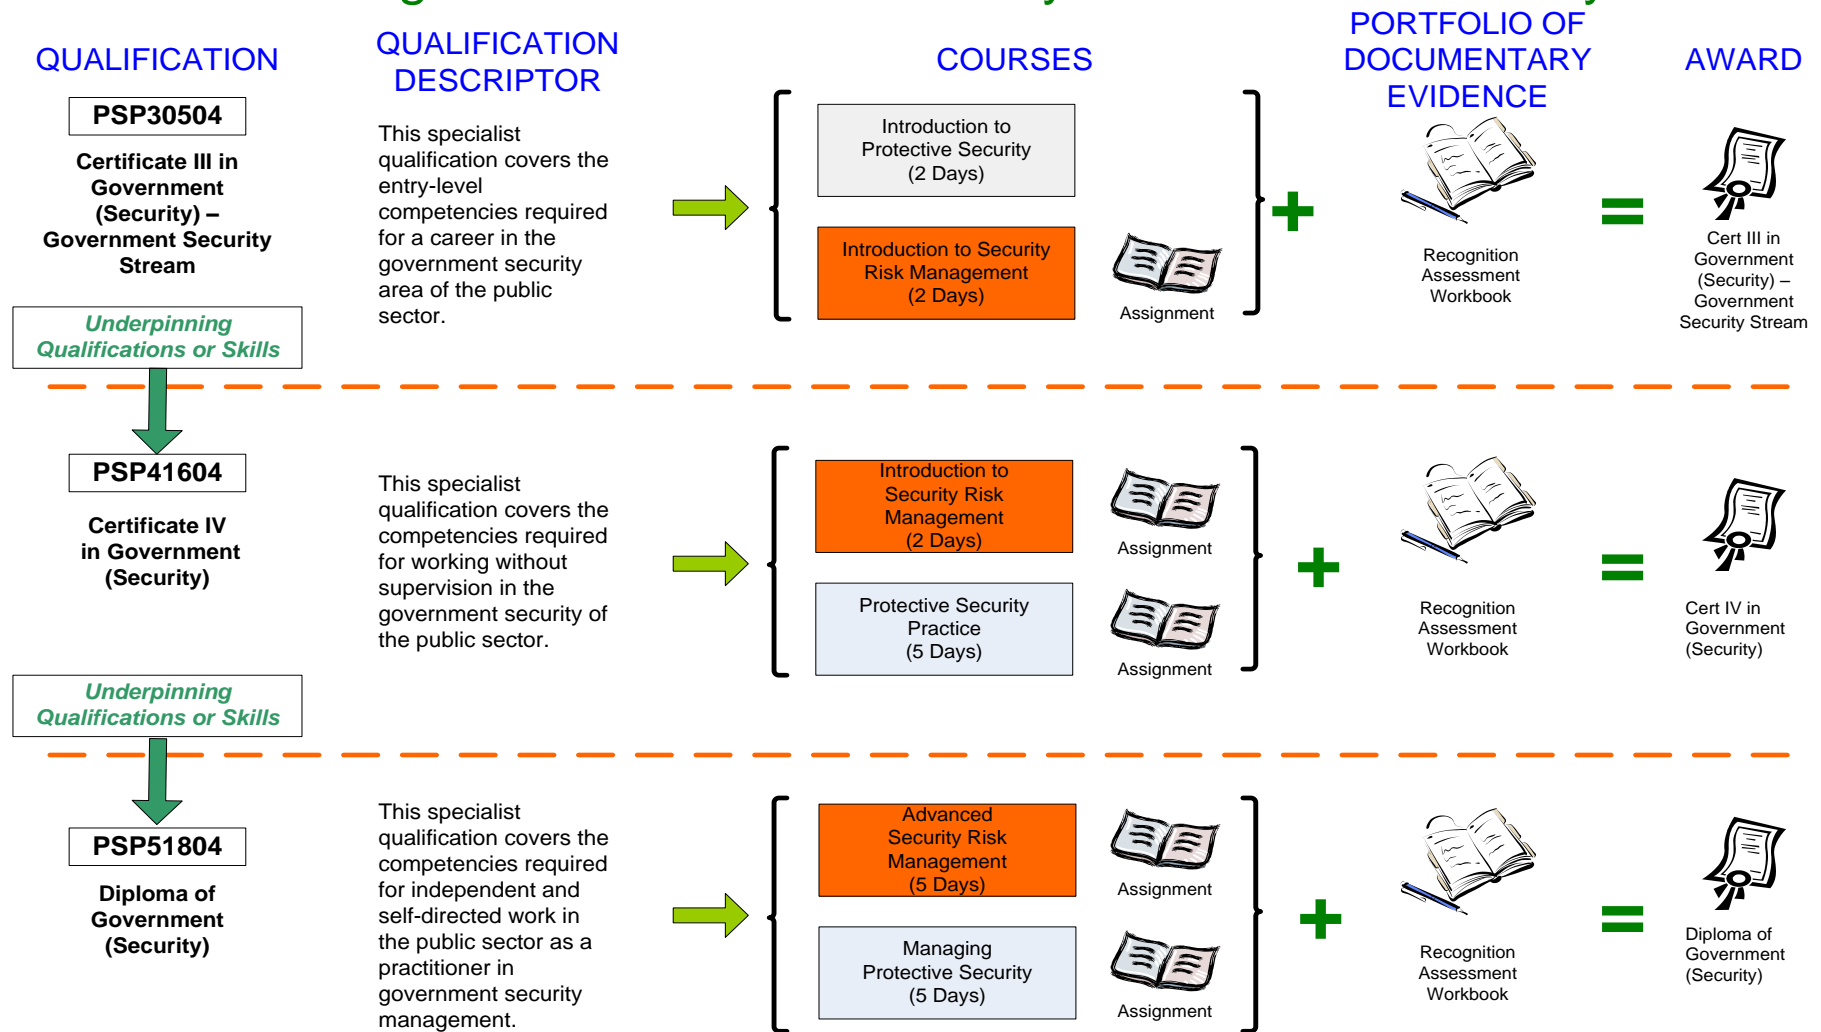 QUALIFICATION
QUALIFICATION
DESCRIPTOR
COURSES
PORTFOLIO OF
DOCUMENTARY
EVIDENCE
AWARD
PSP30504
Certificate III in
Government
(Security) –
Government Security
Stream
This specialist
qualification covers the
entry-level
competencies required
for a career in the
government security
area of the public
sector.
Introduction to
Protective Security
(2 Days)
Introduction to Security
Risk Management
(2 Days)
Assignment
+
Recognition
Assessment
Workbook
=
Cert III in
Government
(Security) –
Government
Security Stream
Underpinning
Qualifications or Skills
PSP41604
Certificate IV
in Government
(Security)
This specialist
qualification covers the
competencies required
for working without
supervision in the
government security of
the public sector.
Introduction to
Security Risk
Management
(2 Days)
Assignment
Protective Security
Practice
(5 Days)
Assignment
+
Recognition
Assessment
Workbook
=
Cert IV in
Government
(Security)
Underpinning
Qualifications or Skills
PSP51804
Diploma of
Government
(Security)
This specialist
qualification covers the
competencies required
for independent and
self-directed work in
the public sector as a
practitioner in
government security
management.
Advanced
Security Risk
Management
(5 Days)
Assignment
Managing
Protective Security
(5 Days)
Assignment
+
Recognition
Assessment
Workbook
=
Diploma of
Government
(Security)